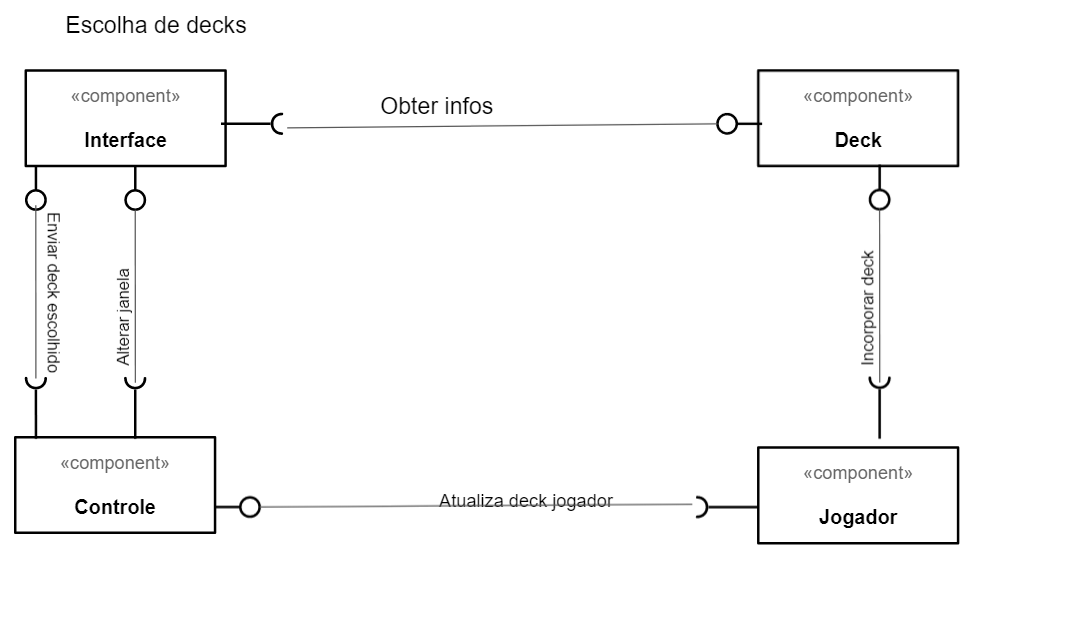 Escolha de decks
«component»
Interface
Obter infos
«component»
Deck
Enviar deck escolhido
Alterar janela
Incorporar deck
«component»
Controle
Atualiza deck jogador
«component»
Jogador